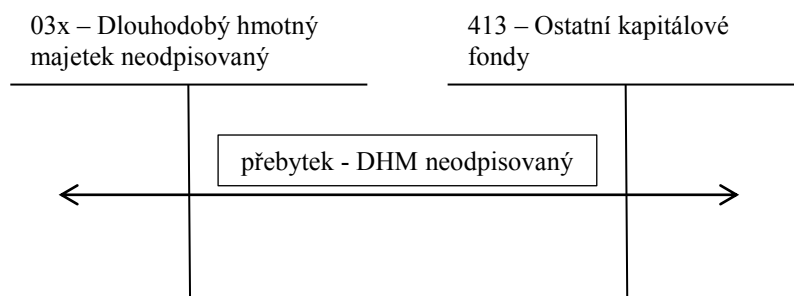 03x – Dlouhodobý hmotný
majetek neodpisovaný
413 – Ostatní kapitálové
fondy
přebytek - DHM neodpisovaný